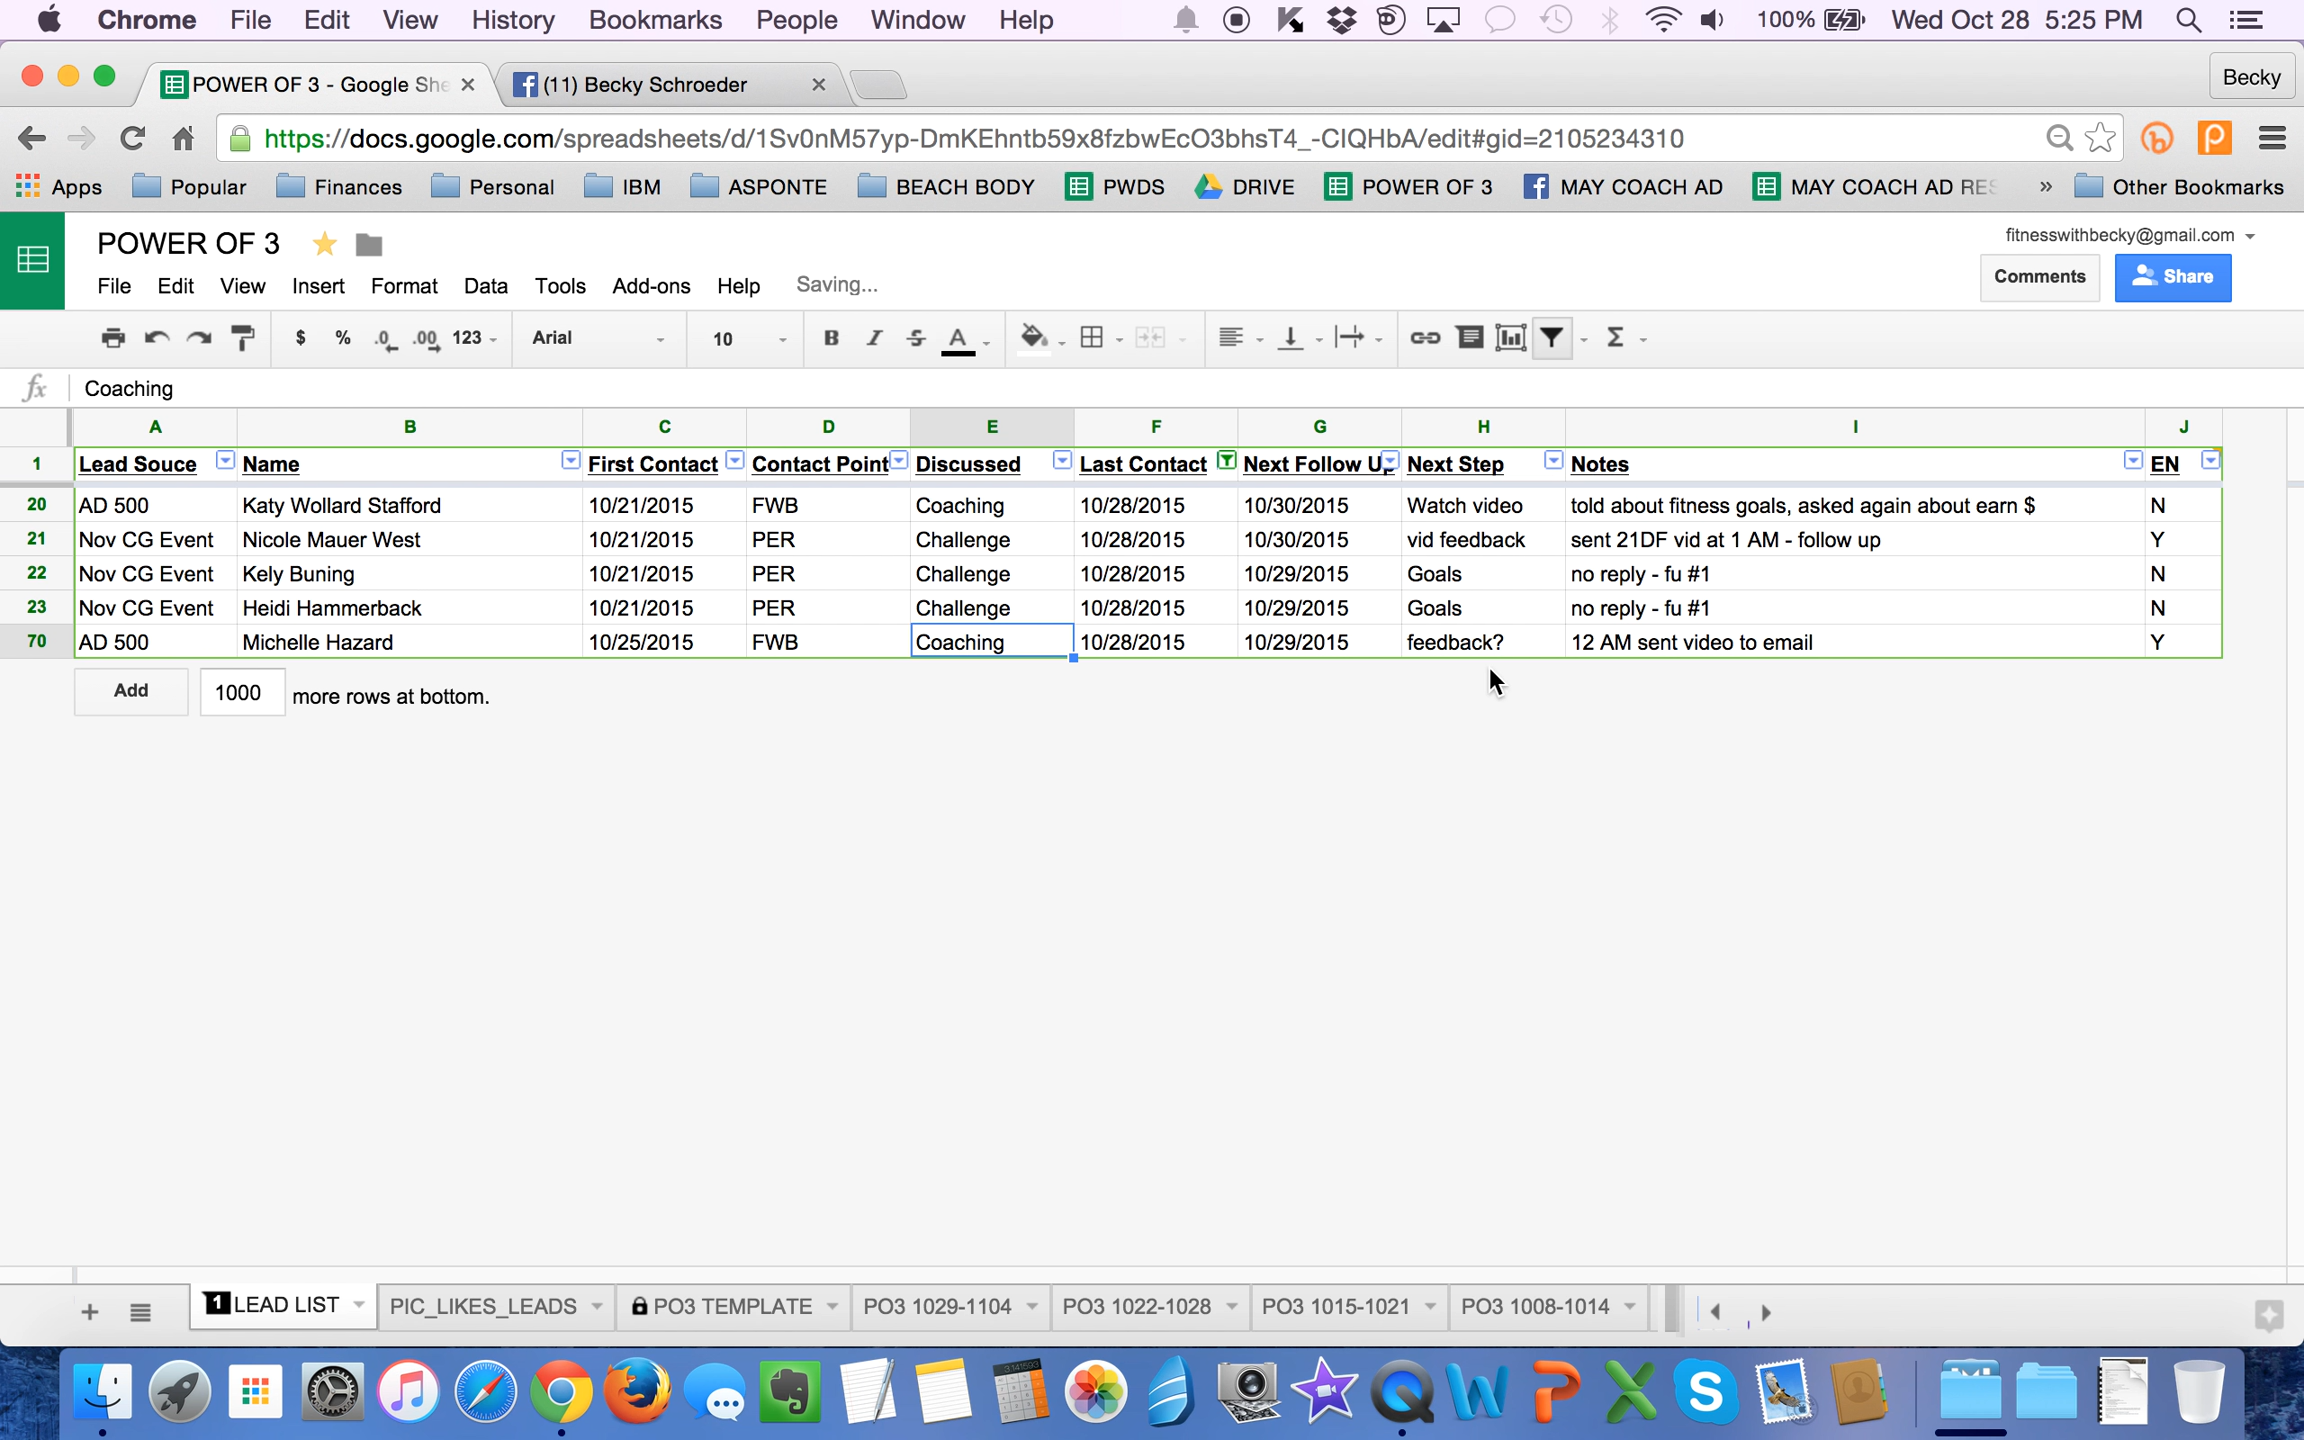 Chrome File Edit View History Bookmarks People Window Help 100% Wed Oct 28 5:25 PM
POWER OF 3 - Google She (11) Becky Schroeder Becky
https://docs.google.com/spreadsheets/d/1Sv0nM57yp-DmKEhntb59x8fzbwEcO3bhsT4_-CIQHbA/edit#gid=2105234310
Apps Popular Finances Personal IBM ASPONTE BEACH BODY PWDS DRIVE POWER OF 3 MAY COACH AD MAY COACH AD RES » Other Bookmarks
POWER OF 3 fitnesswithbecky@gmail.com
File Edit View Insert Format Data Tools Add-ons Help Saving... Comments Share
$ % .0 .00 123 Arial 10 B I S A Σ
fx Coaching
A B C D E F G H I J
1 Lead Souce Name First Contact Contact Point Discussed Last Contact Next Follow Up Next Step Notes EN
20 AD 500 Katy Wollard Stafford 10/21/2015 FWB Coaching 10/28/2015 10/30/2015 Watch video told about fitness goals, asked again about earn $ N
21 Nov CG Event Nicole Mauer West 10/21/2015 PER Challenge 10/28/2015 10/30/2015 vid feedback sent 21DF vid at 1 AM - follow up Y
22 Nov CG Event Kely Buning 10/21/2015 PER Challenge 10/28/2015 10/29/2015 Goals no reply - fu #1 N
23 Nov CG Event Heidi Hammerback 10/21/2015 PER Challenge 10/28/2015 10/29/2015 Goals no reply - fu #1 N
70 AD 500 Michelle Hazard 10/25/2015 FWB Coaching 10/28/2015 10/29/2015 feedback? 12 AM sent video to email Y
Add 1000 more rows at bottom.
1 LEAD LIST PIC_LIKES_LEADS PO3 TEMPLATE PO3 1029-1104 PO3 1022-1028 PO3 1015-1021 PO3 1008-1014